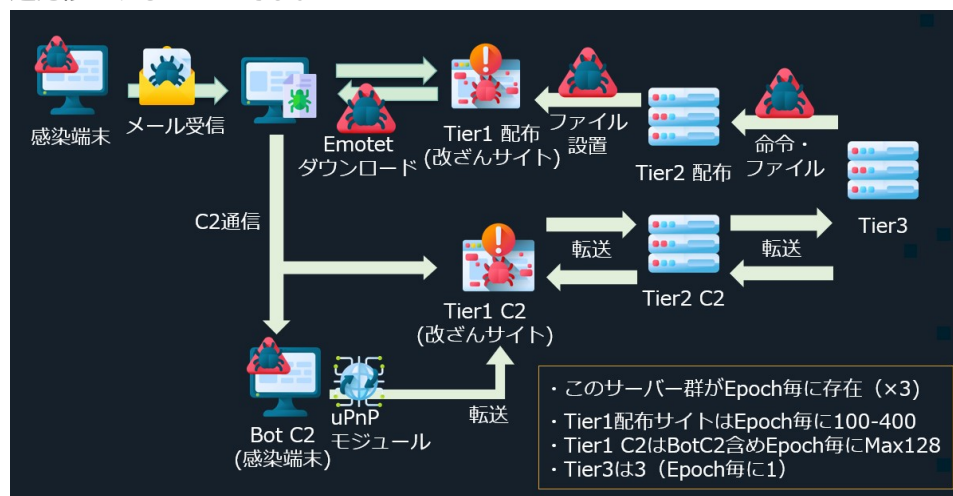 感染端末
メール受信
Emotet
ダウンロード
Tier1 配布
(改ざんサイト)
ファイル
設置
Tier2 配布
命令・
ファイル
Tier3
C2通信
Tier1 C2
(改ざんサイト)
転送
Tier2 C2
転送
Bot C2
(感染端末)
uPnP
モジュール
転送
・このサーバー群がEpoch毎に存在（×3)
・Tier1配布サイトはEpoch毎に100-400
・Tier1 C2はBotC2含めEpoch毎にMax128
・Tier3は3（Epoch毎に1）